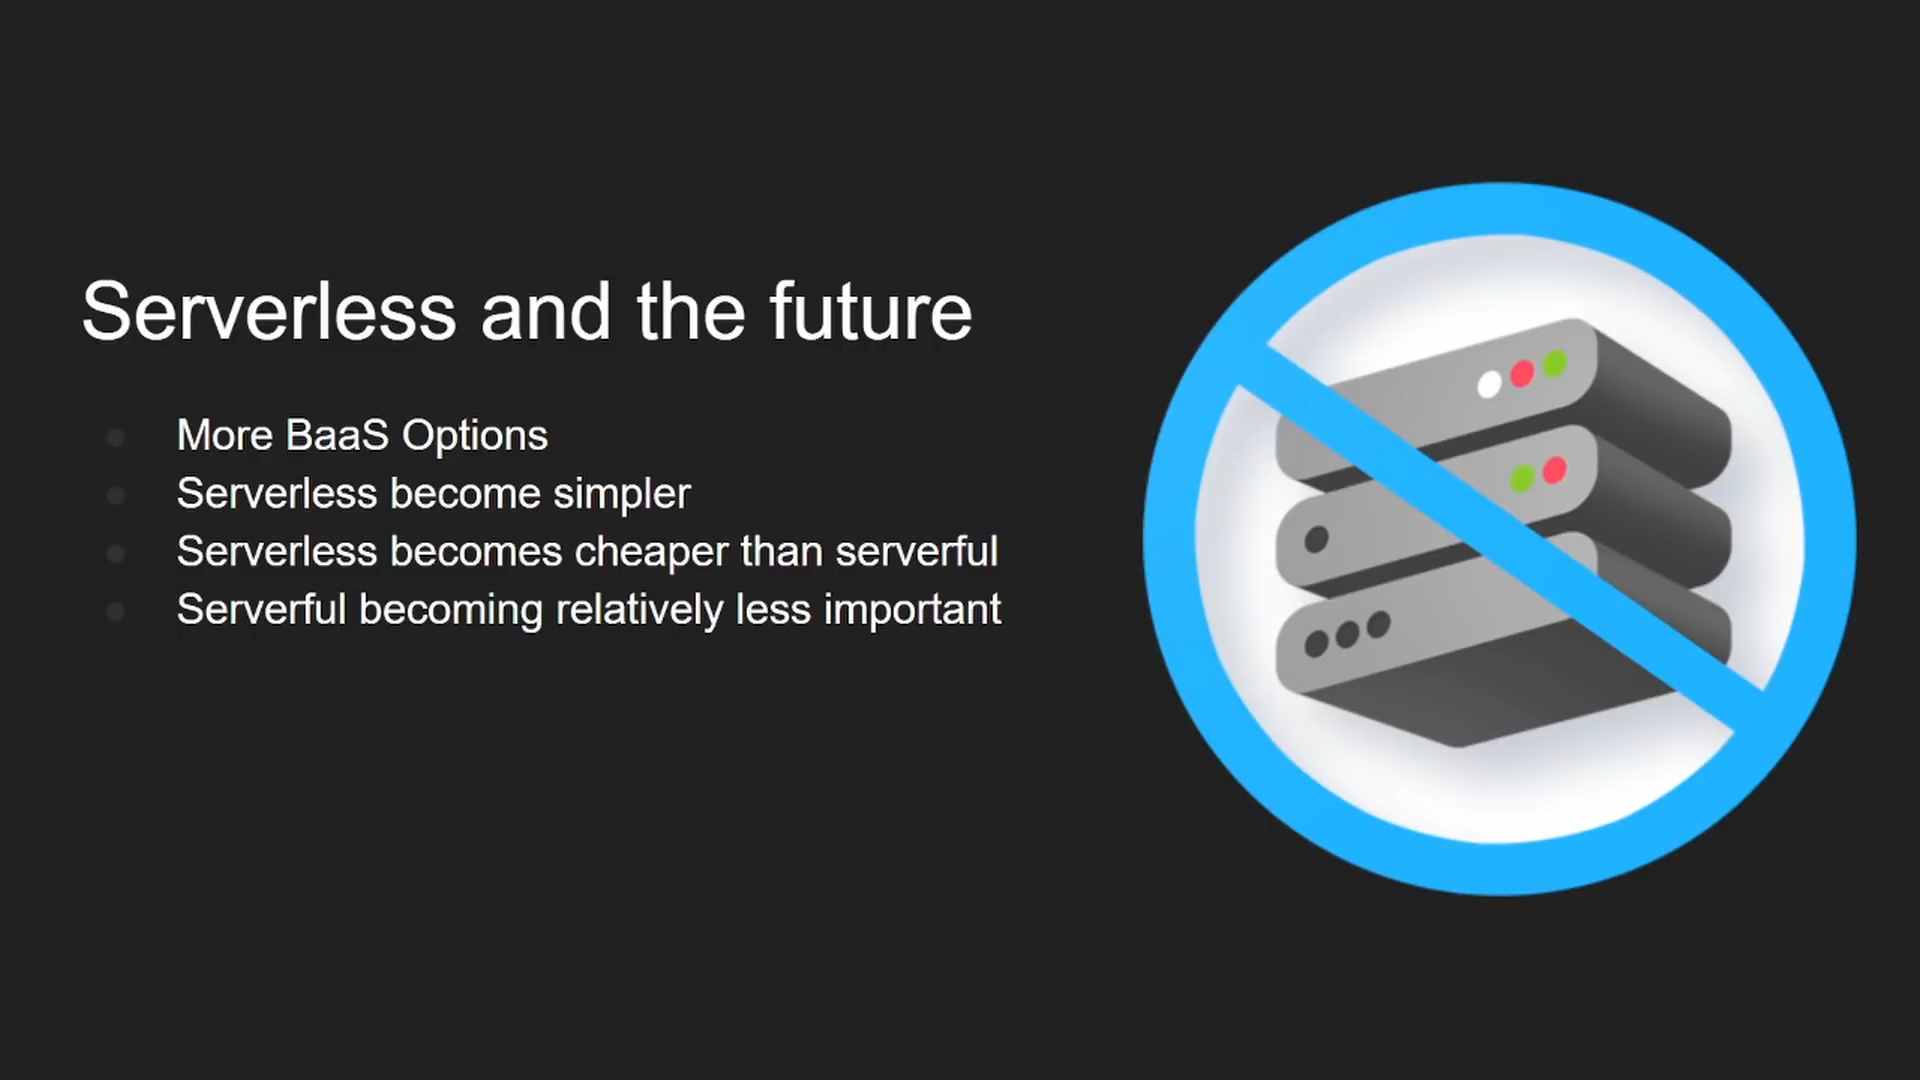 Serverless and the future
More BaaS Options
Serverless become simpler
Serverless becomes cheaper than serverful
Serverful becoming relatively less important